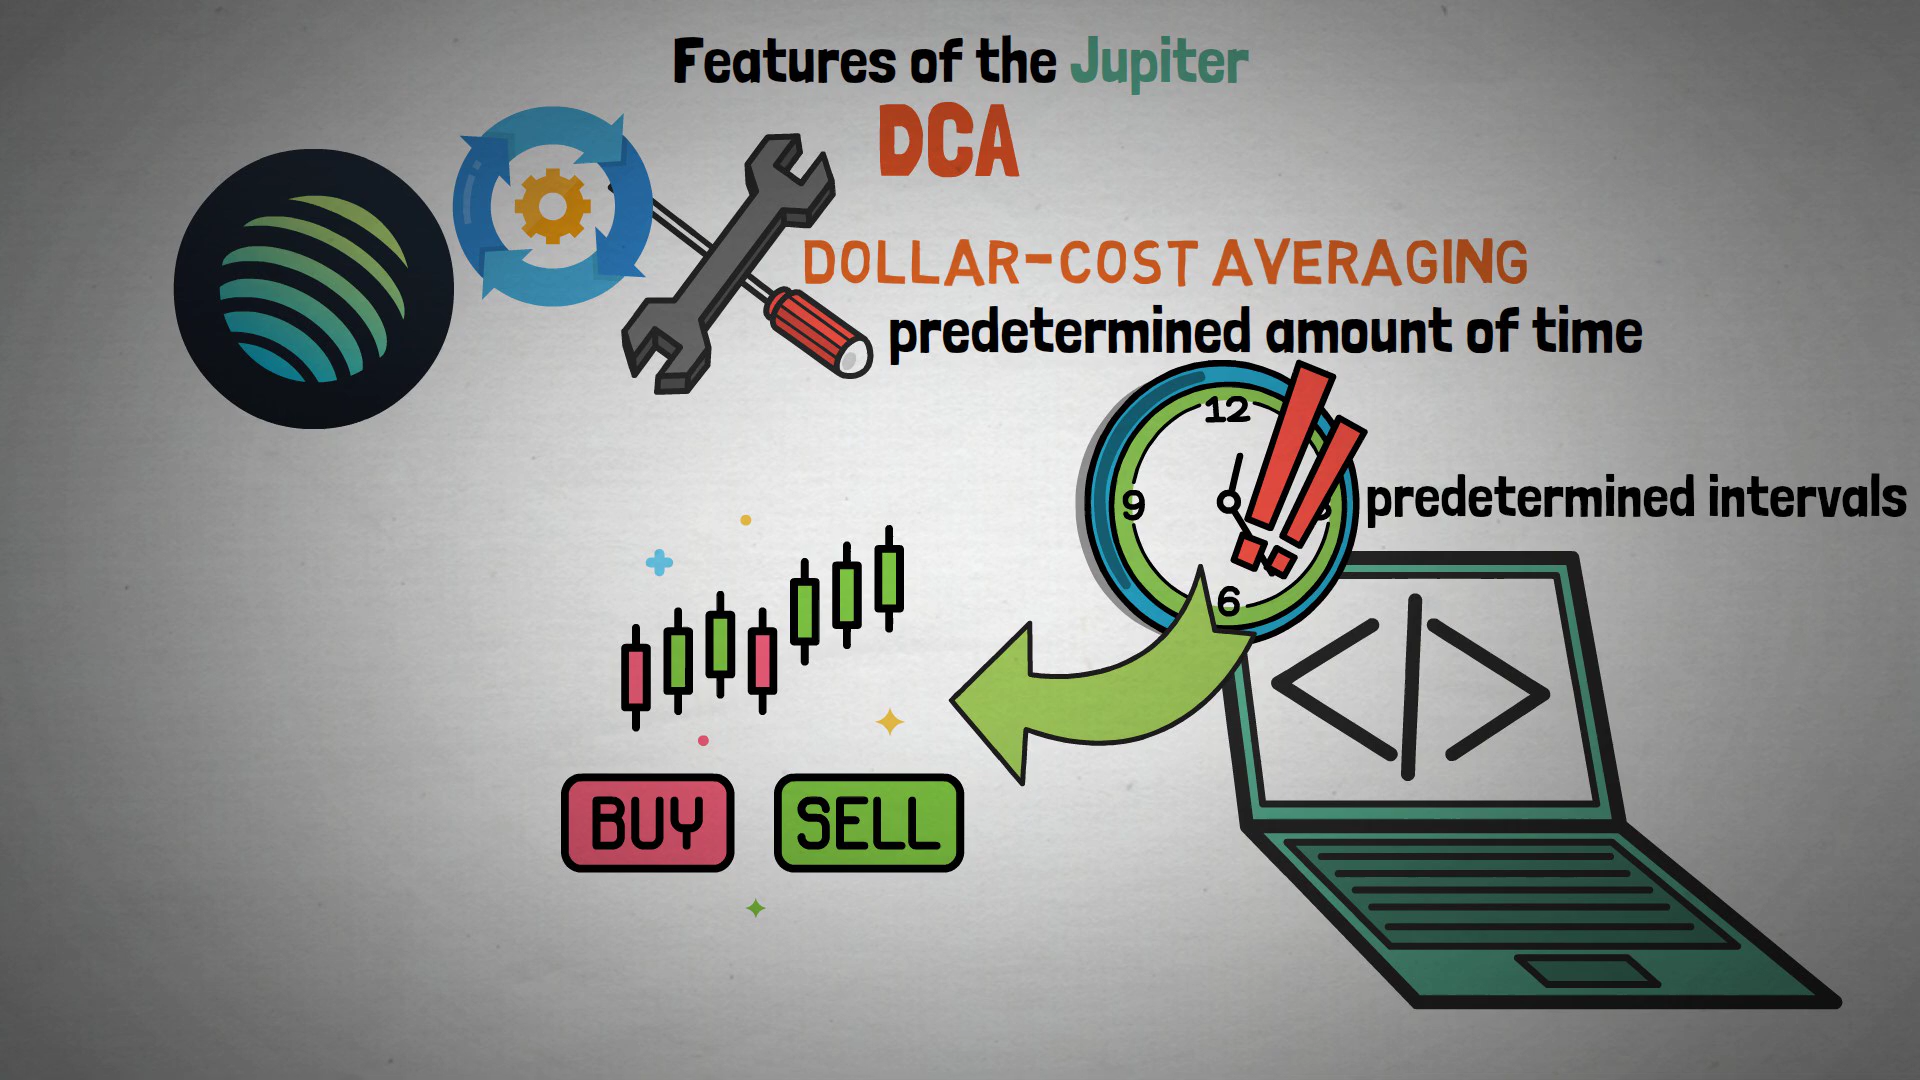 Features of the Jupiter
DCA
DOLLAR-COST AVERAGING
predetermined amount of time
12
9
3
6
predetermined intervals
</>
BUY
SELL